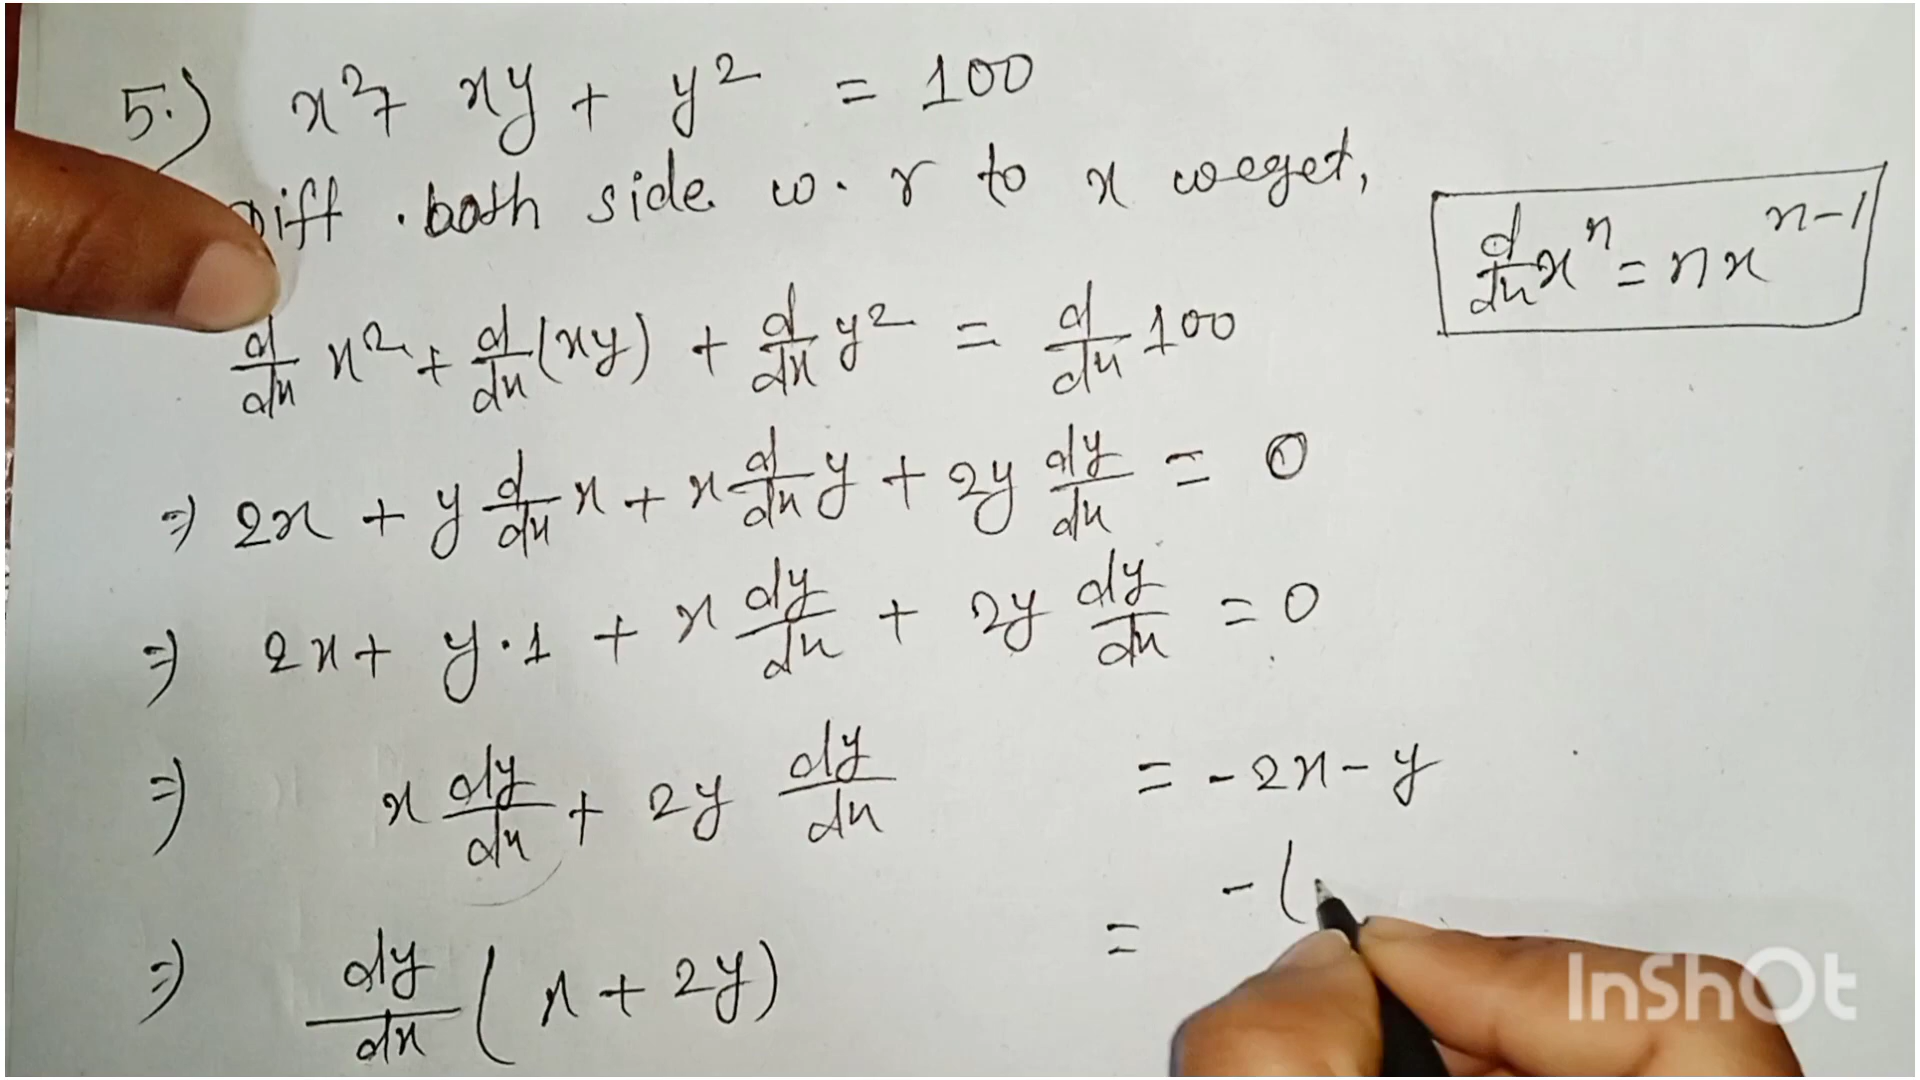 5.) x² + xy + y² = 100
Diff. both side w.r to x weget,
d/dx xⁿ = nxⁿ⁻¹
d/dx x² + d/dx (xy) + d/dx y² = d/dx 100
⇒ 2x + y d/dx x + x d/dx y + 2y dy/dx = 0
⇒ 2x + y·1 + x dy/dx + 2y dy/dx = 0
⇒ x dy/dx + 2y dy/dx = -2x - y
⇒ dy/dx (x + 2y) = -(
InShOt